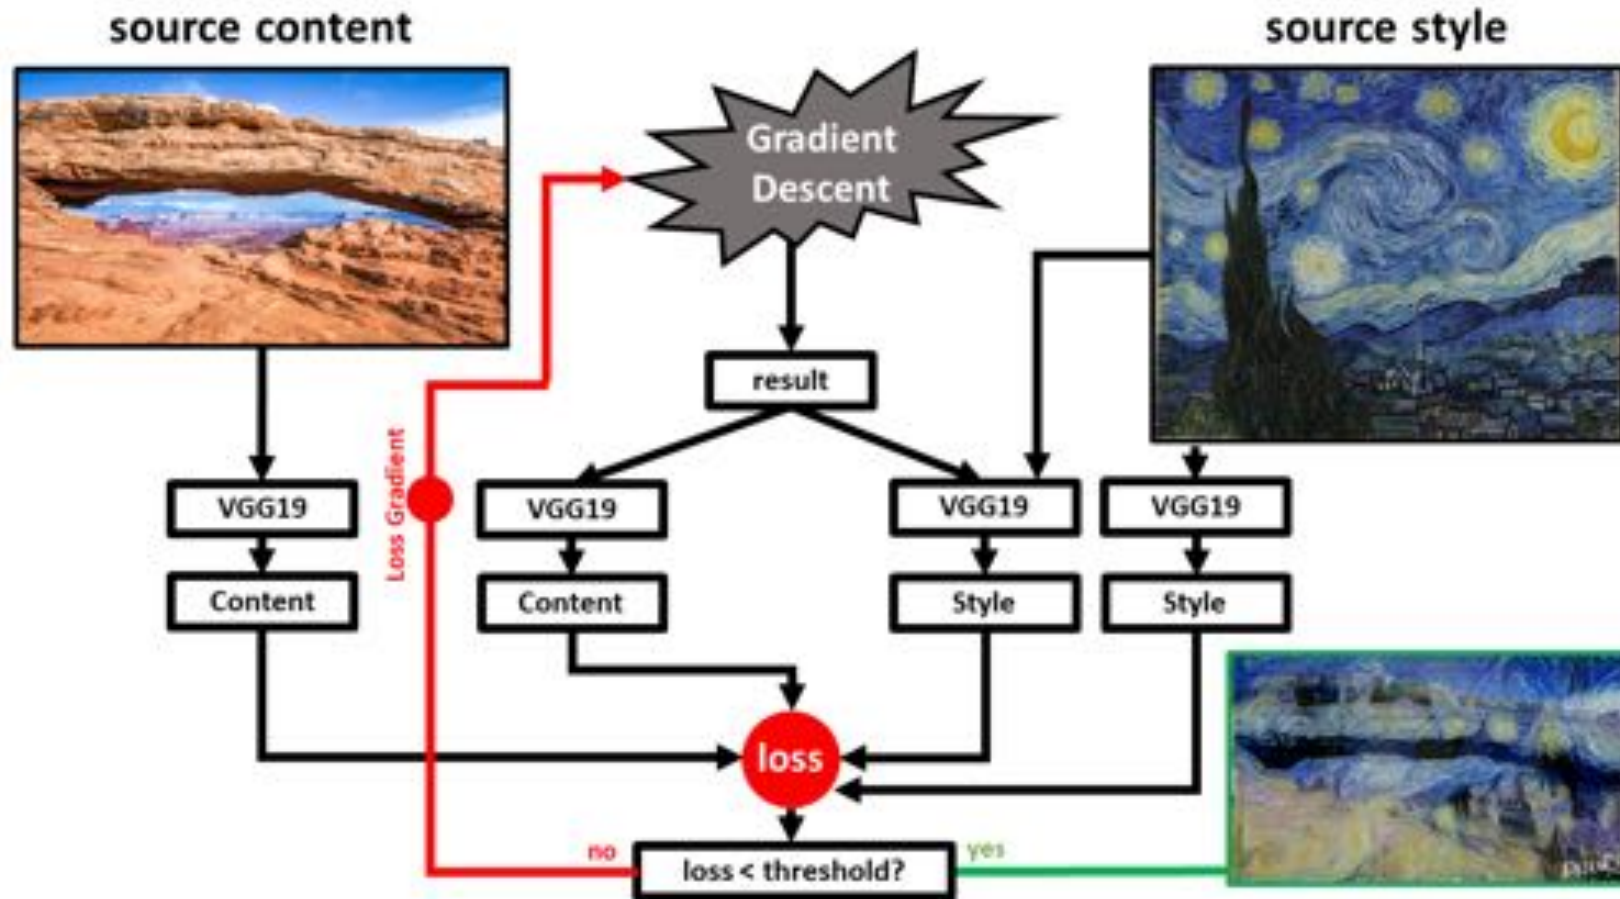 source content
source style
Gradient
Descent
result
Loss Gradient
VGG19
VGG19
VGG19
VGG19
Content
Content
Style
Style
loss
no
loss < threshold?
yes